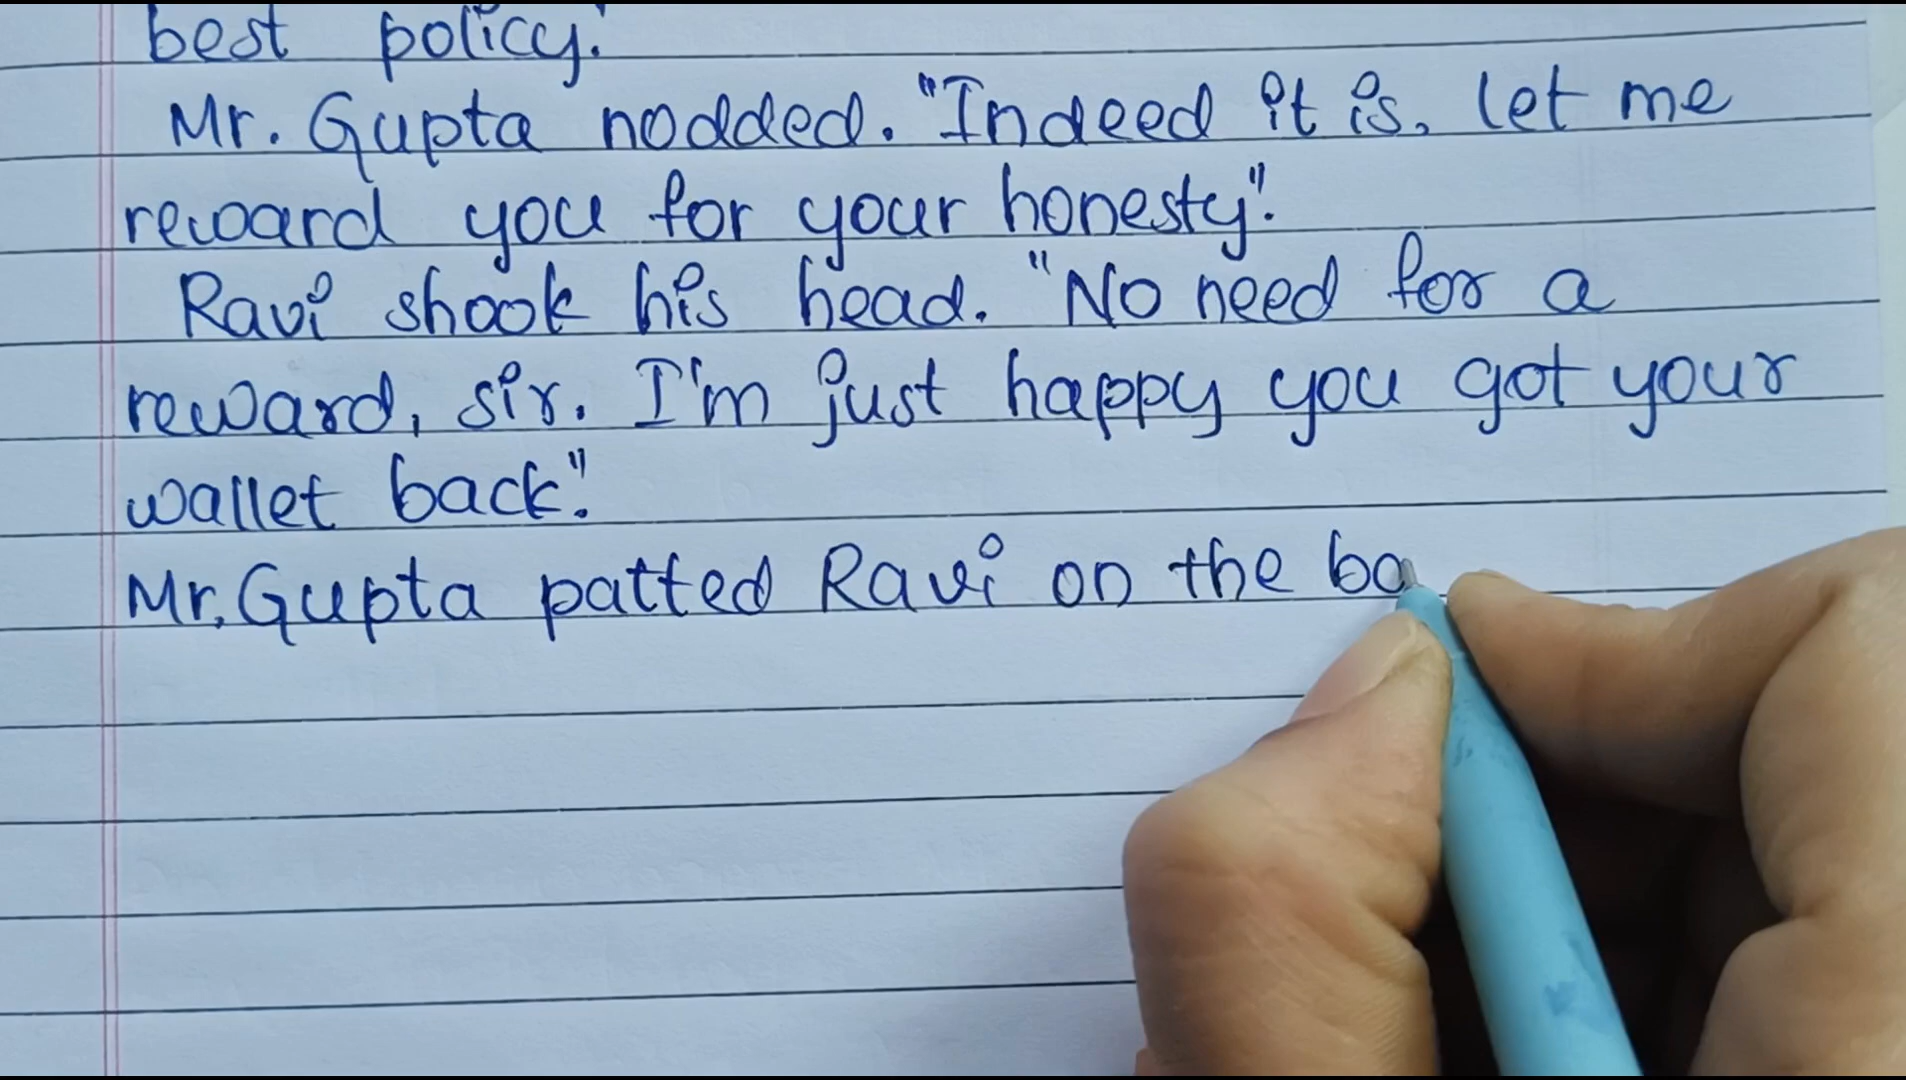 best policy."
Mr. Gupta nodded. "Indeed it is, let me
reward you for your honesty".
Ravi shook his head. "No need for a
reward, sir. I'm just happy you got your
wallet back".
Mr. Gupta patted Ravi on the ba